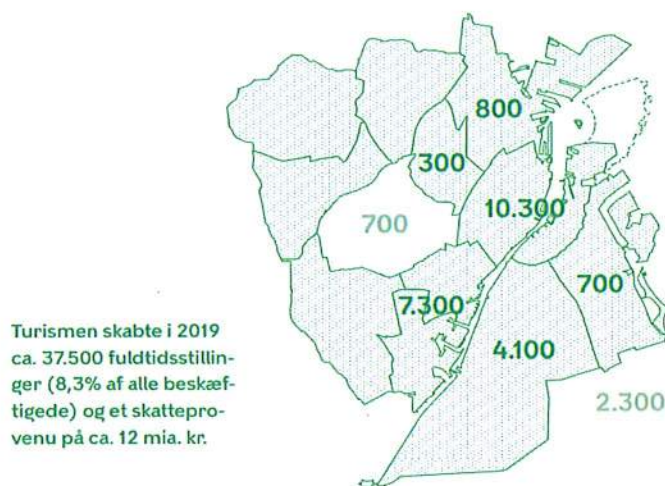 800
300
10.300
700
700
7.300
4.100
2.300
Turismen skabte i 2019
ca. 37.500 fuldtidsstillin-
ger (8,3% af alle beskæf-
tigede) og et skattepro-
venu på ca. 12 mia. kr.